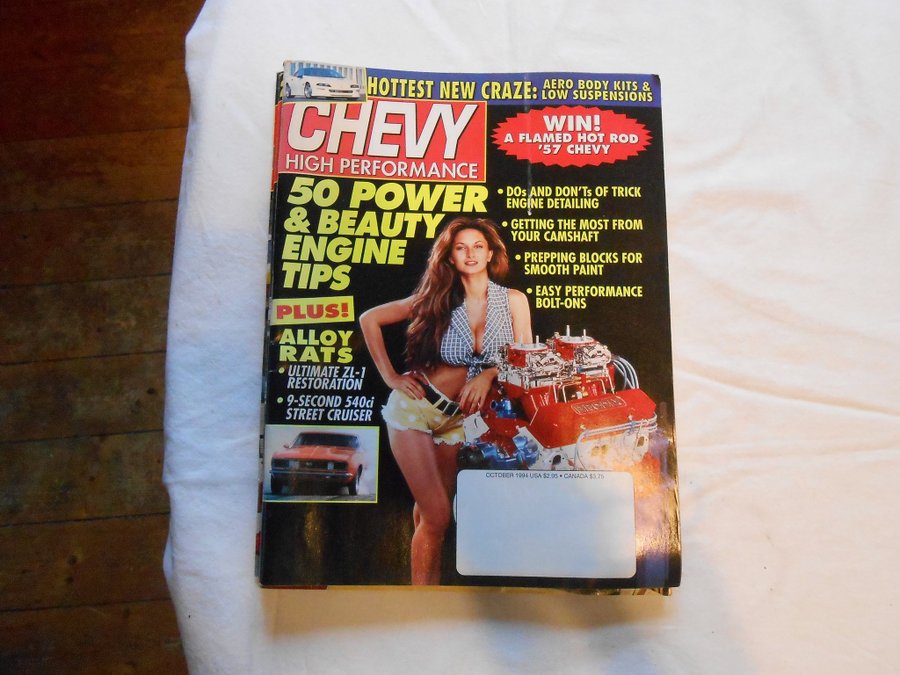 HOTTEST NEW CRAZE: AERO BODY KITS &
LOW SUSPENSIONS
CHEVY
HIGH PERFORMANCE
WIN!
A FLAMED HOT ROD
'57 CHEVY
50 POWER
& BEAUTY
ENGINE
TIPS
• DOs AND DON'Ts OF TRICK
ENGINE DETAILING
• GETTING THE MOST FROM
YOUR CAMSHAFT
• PREPPING BLOCKS FOR
SMOOTH PAINT
• EASY PERFORMANCE
BOLT-ONS
PLUS!
ALLOY
RATS
• ULTIMATE ZL-1
RESTORATION
• 9-SECOND 540ci
STREET CRUISER
OCTOBER 1994 USA $2.95 • CANADA $3.75